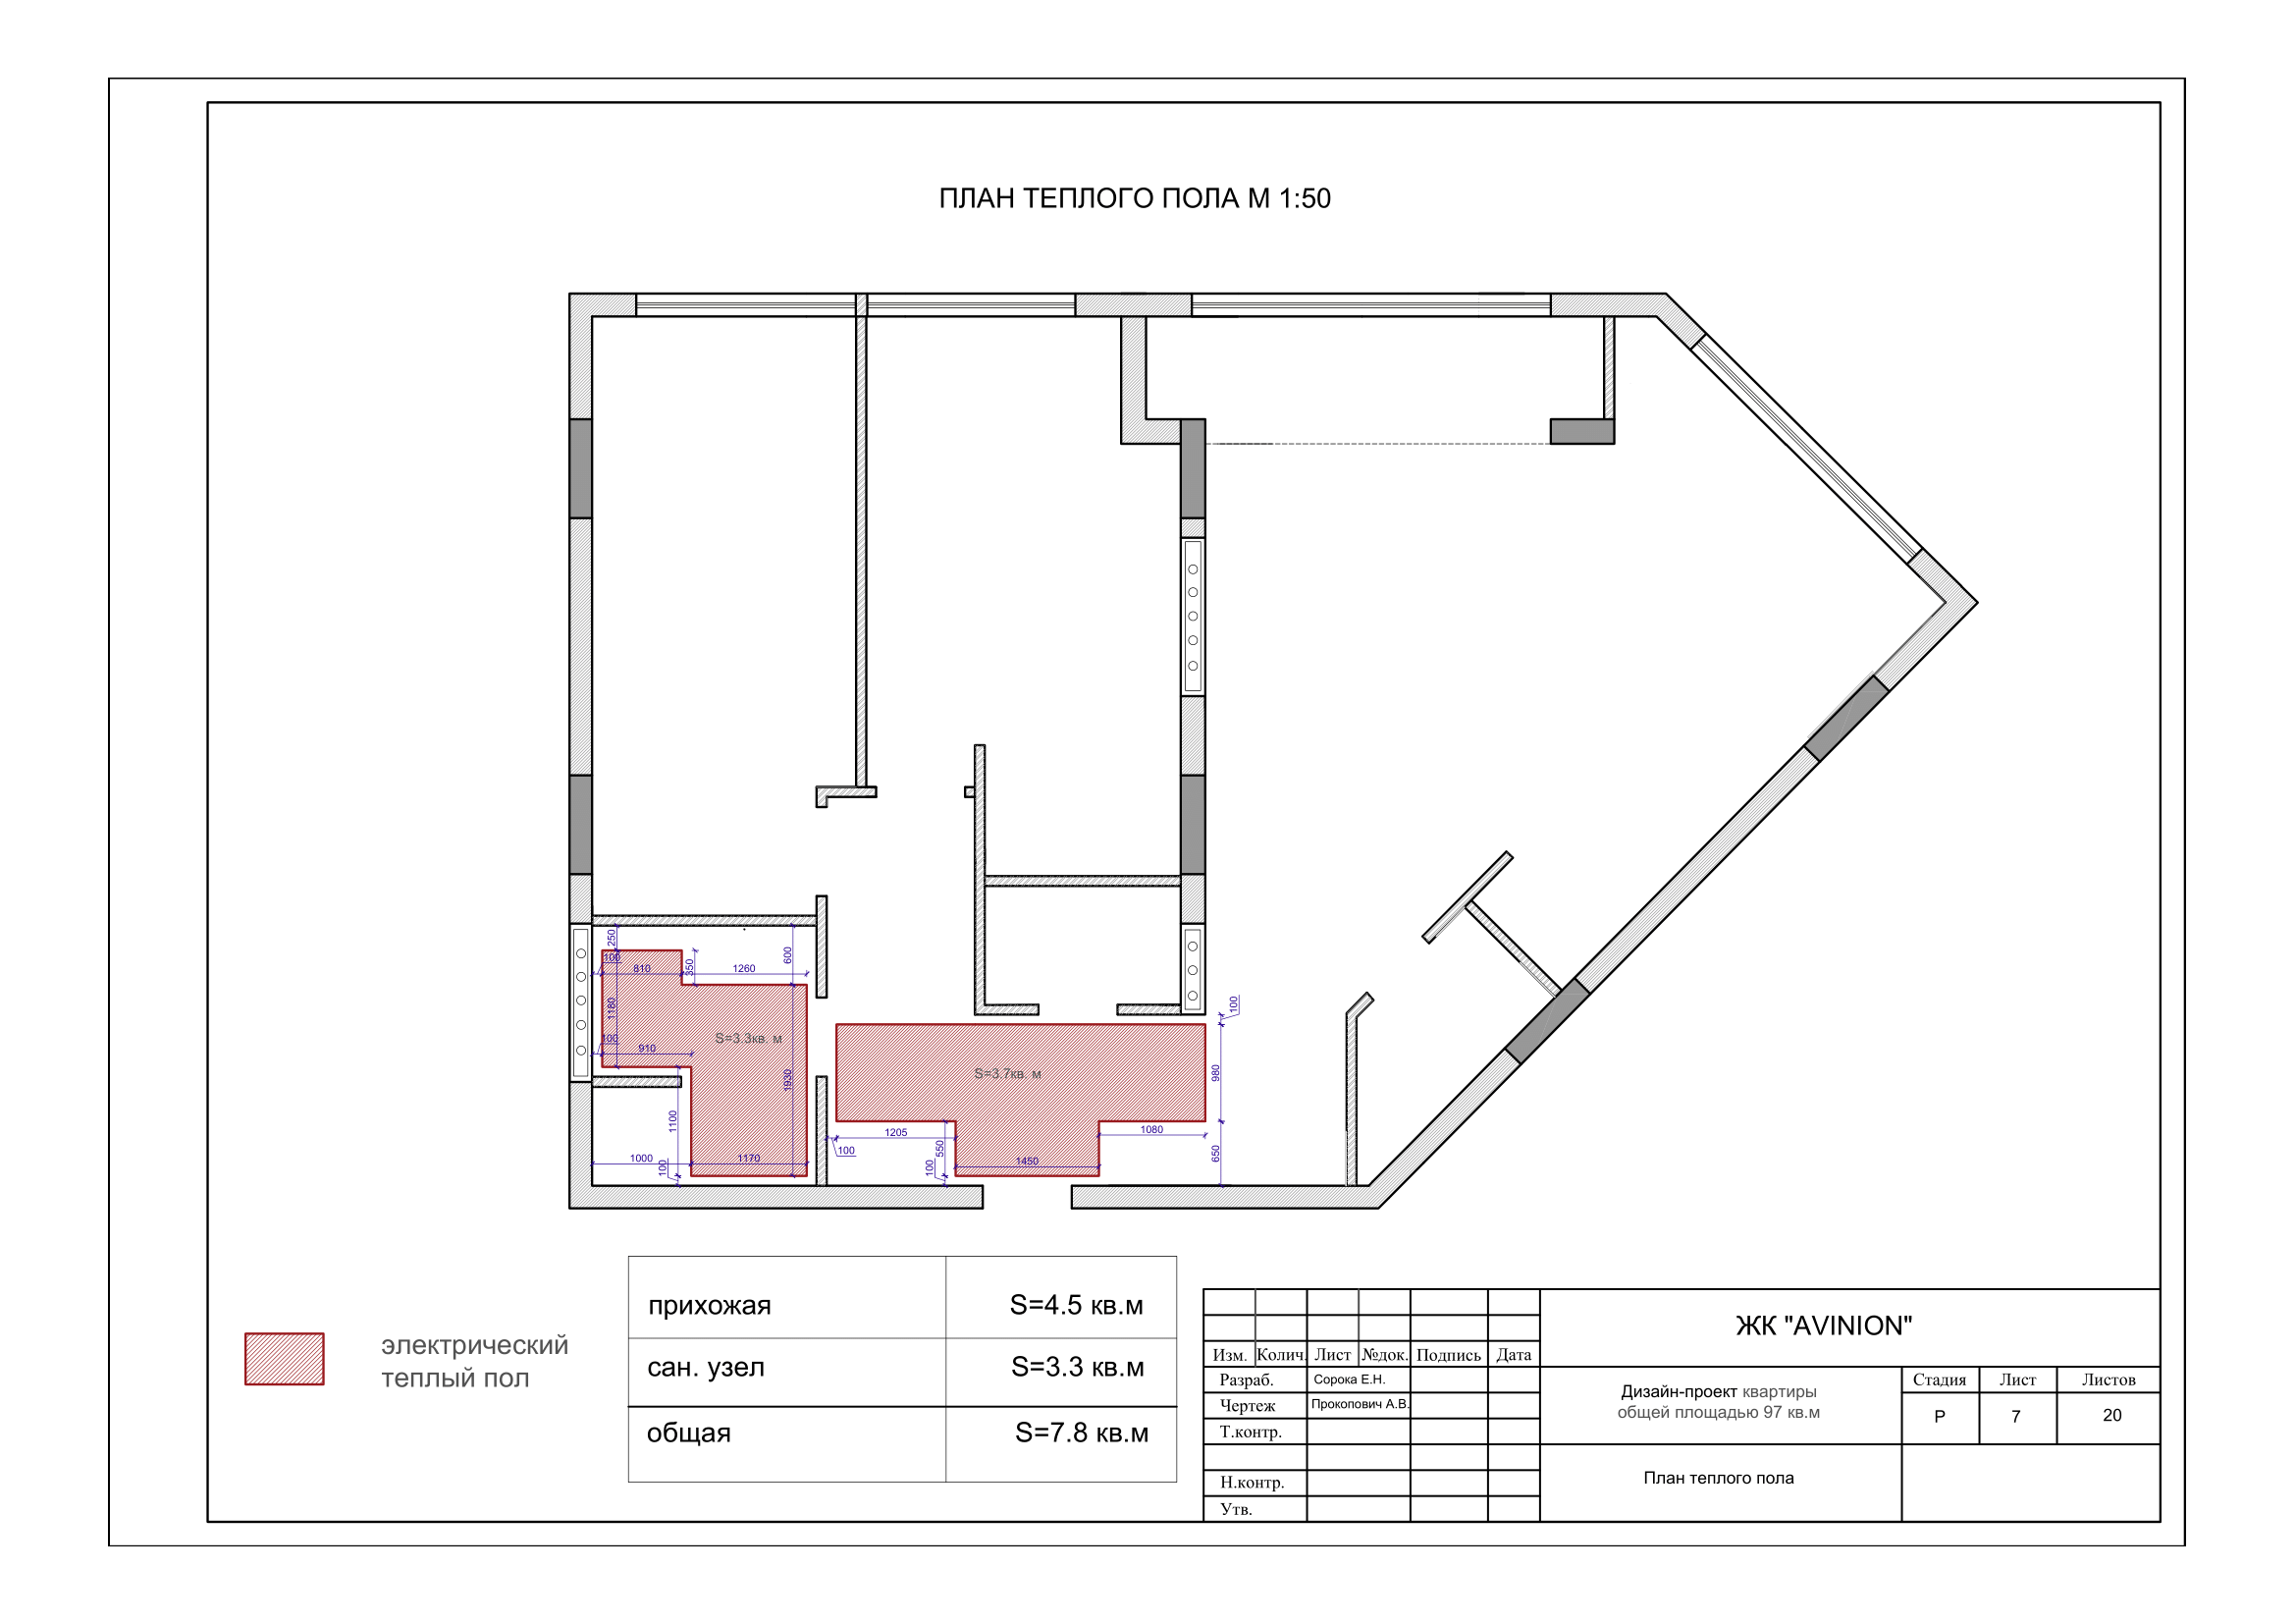 ПЛАН ТЕПЛОГО ПОЛА М 1:50
250
100
810
350
1260
600
1180
S=3.3кв. м
100
910
1930
1100
1000
100
1170
100
S=3.7кв. м
980
1205
100
550
1080
100
1450
650
электрический
теплый пол
прихожая S=4.5 кв.м
сан. узел S=3.3 кв.м
общая S=7.8 кв.м
Изм. Колич. Лист №док. Подпись Дата
Разраб. Сорока Е.Н.
Чертеж Прокопович А.В.
Т.контр.
Н.контр.
Утв.
ЖК "AVINION"
Дизайн-проект квартиры
общей площадью 97 кв.м
Стадия Лист Листов
Р 7 20
План теплого пола